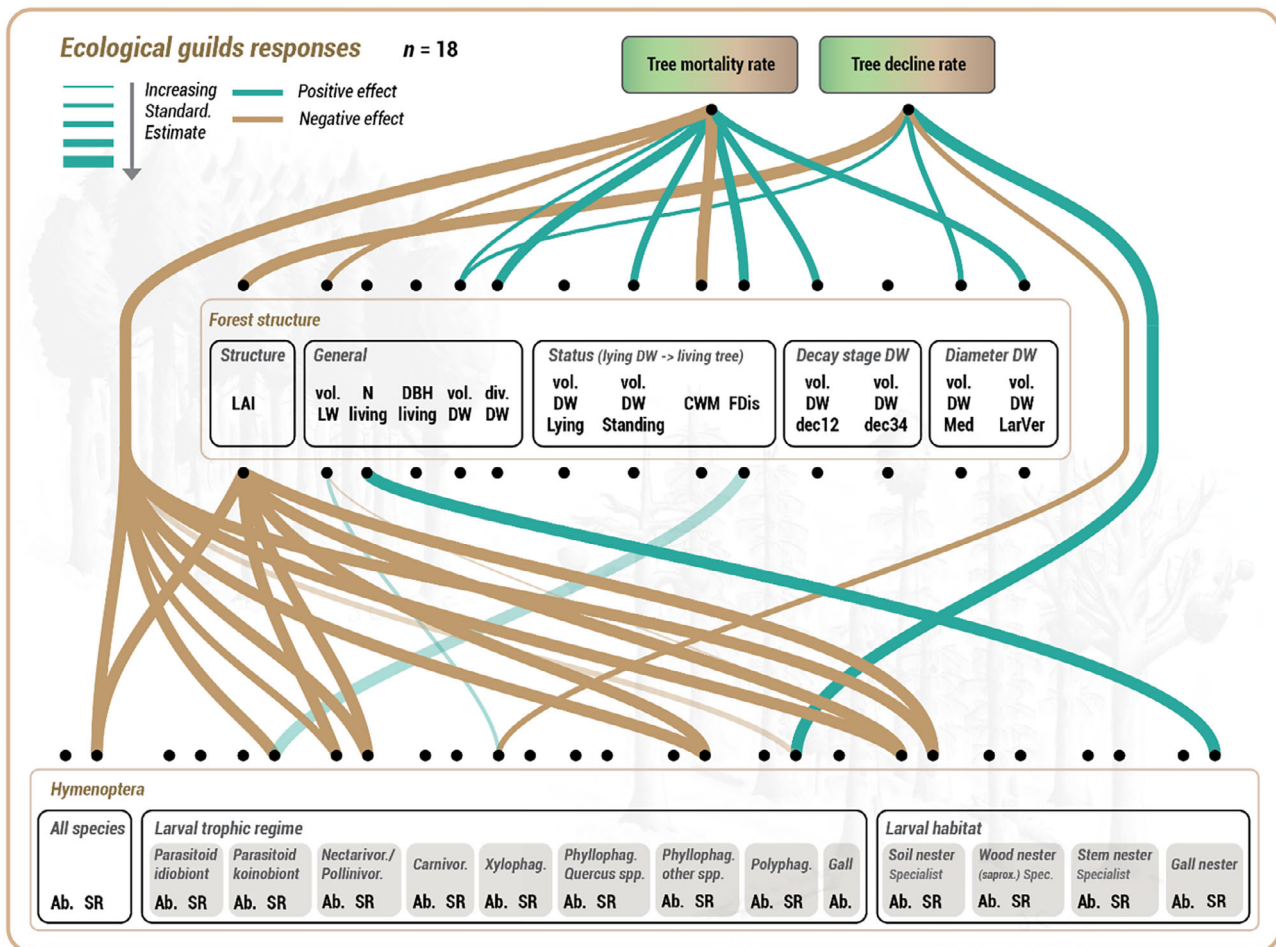 Ecological guilds responses n = 18
Increasing
Standard.
Estimate
Positive effect
Negative effect
Tree mortality rate
Tree decline rate
Forest structure
Structure
LAI
General
vol.
LW
N
living
DBH
living
vol.
DW
div.
DW
Status (lying DW -> living tree)
vol.
DW
Lying
vol.
DW
Standing
CWM
FDis
Decay stage DW
vol.
DW
dec12
vol.
DW
dec34
Diameter DW
vol.
DW
Med
vol.
DW
LarVer
Hymenoptera
All species
Ab. SR
Larval trophic regime
Parasitoid
idiobiont
Ab. SR
Parasitoid
koinobiont
Ab. SR
Nectarivor./
Pollinivor.
Ab. SR
Carnivor.
Ab. SR
Xylophag.
Ab. SR
Phyllophag.
Quercus spp.
Ab. SR
Phyllophag.
other spp.
Ab. SR
Polyphag.
Ab. SR
Gall
Ab.
Larval habitat
Soil nester
Specialist
Ab. SR
Wood nester
(saprox.) Spec.
Ab. SR
Stem nester
Specialist
Ab. SR
Gall nester
Ab. SR